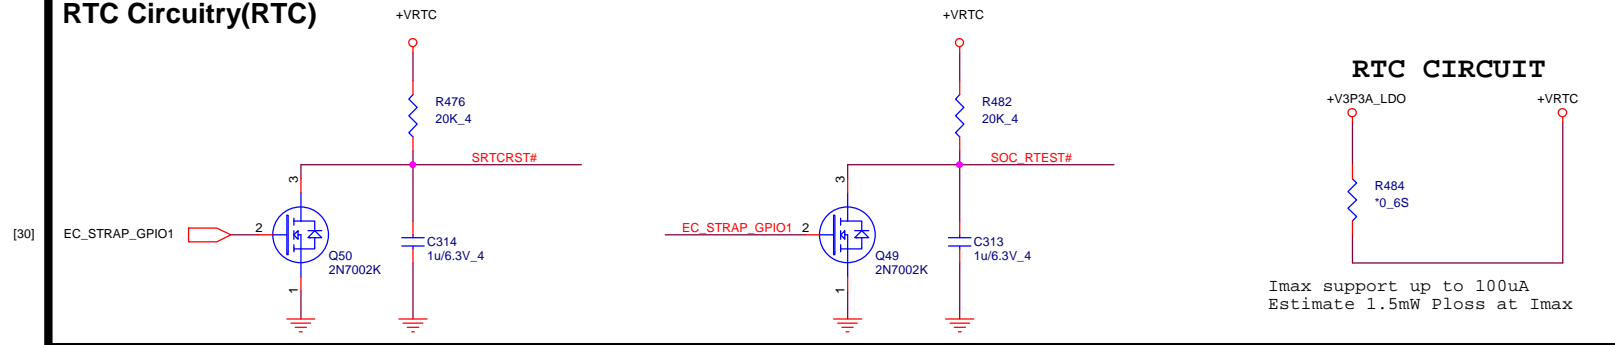 RTC Circuitry(RTC)
+VRTC
R476
20K_4
SRTCRST#
3
[30]
EC_STRAP_GPIO1
2
Q50
2N7002K
1
C314
1u/6.3V_4
+VRTC
R482
20K_4
SOC_RTEST#
3
EC_STRAP_GPIO1
2
Q49
2N7002K
1
C313
1u/6.3V_4
RTC CIRCUIT
+V3P3A_LDO
+VRTC
R484
*0_6S
Imax support up to 100uA
Estimate 1.5mW Ploss at Imax